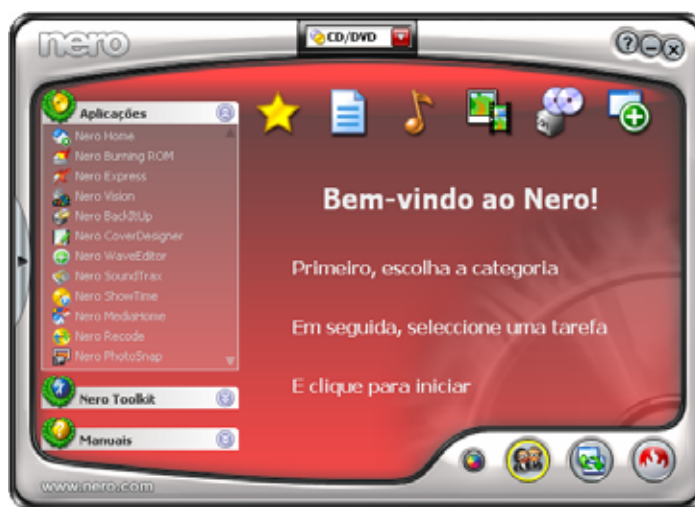 nero
CD/DVD
Aplicações
Nero Home
Nero Burning ROM
Nero Express
Nero Vision
Nero BackItUp
Nero CoverDesigner
Nero WaveEditor
Nero SoundTrax
Nero ShowTime
Nero MediaHome
Nero Recode
Nero PhotoSnap
Nero Toolkit
Manuais
Bem-vindo ao Nero!
Primeiro, escolha a categoria
Em seguida, seleccione uma tarefa
E clique para iniciar
www.nero.com